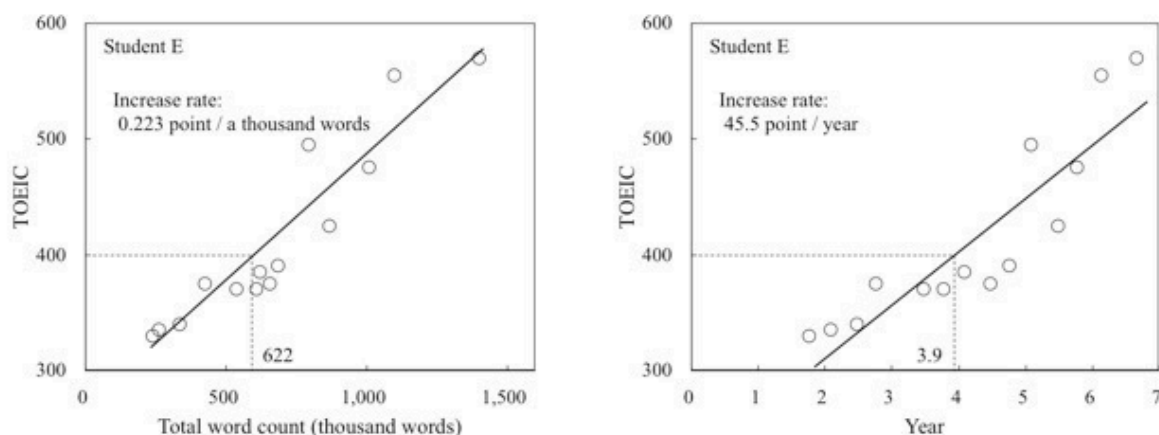 600
500
400
300
TOEIC
Student E
Increase rate:
0.223 point / a thousand words
622
0
500
1,000
1,500
Total word count (thousand words)
600
500
400
300
TOEIC
Student E
Increase rate:
45.5 point / year
3.9
0
1
2
3
4
5
6
7
Year